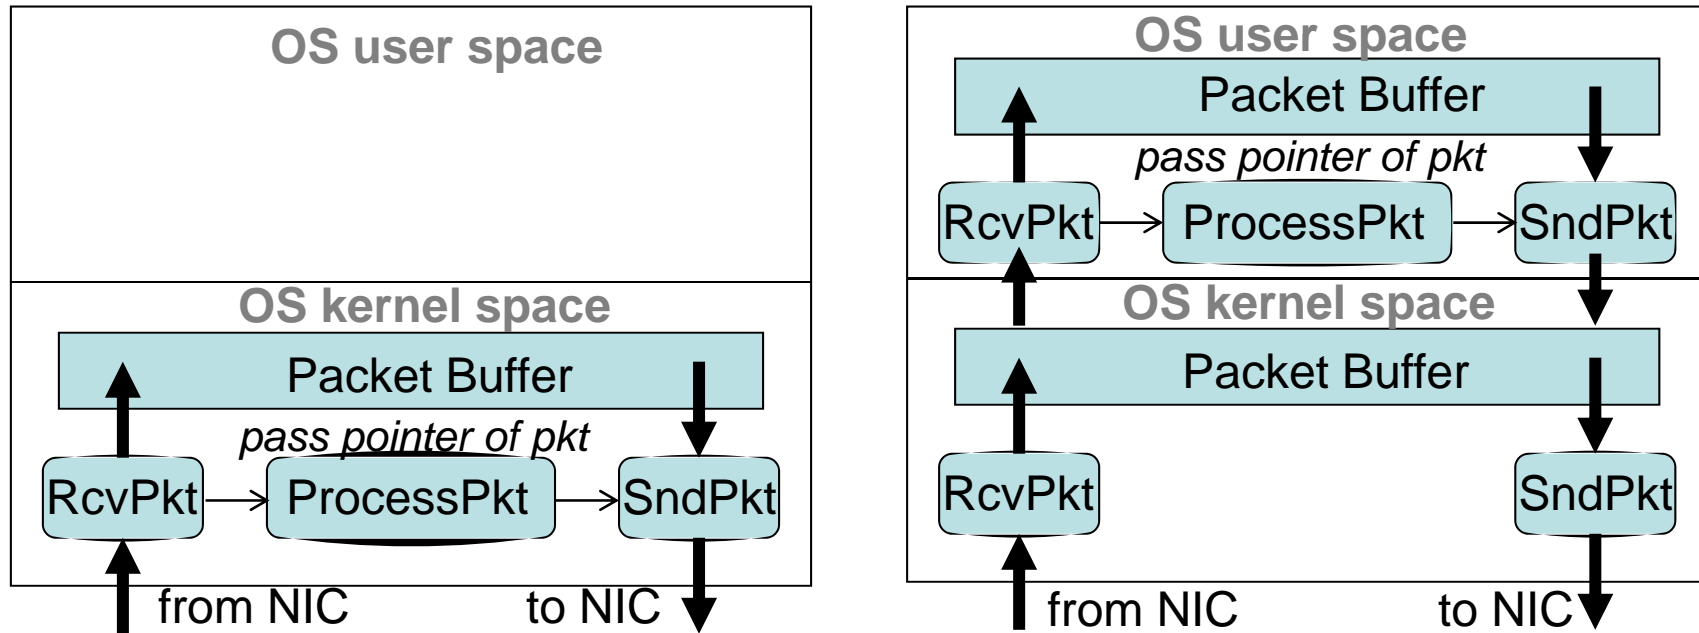 OS user space
OS kernel space
Packet Buffer
pass pointer of pkt
RcvPkt
ProcessPkt
SndPkt
from NIC
to NIC
OS user space
Packet Buffer
pass pointer of pkt
RcvPkt
ProcessPkt
SndPkt
OS kernel space
Packet Buffer
RcvPkt
SndPkt
from NIC
to NIC